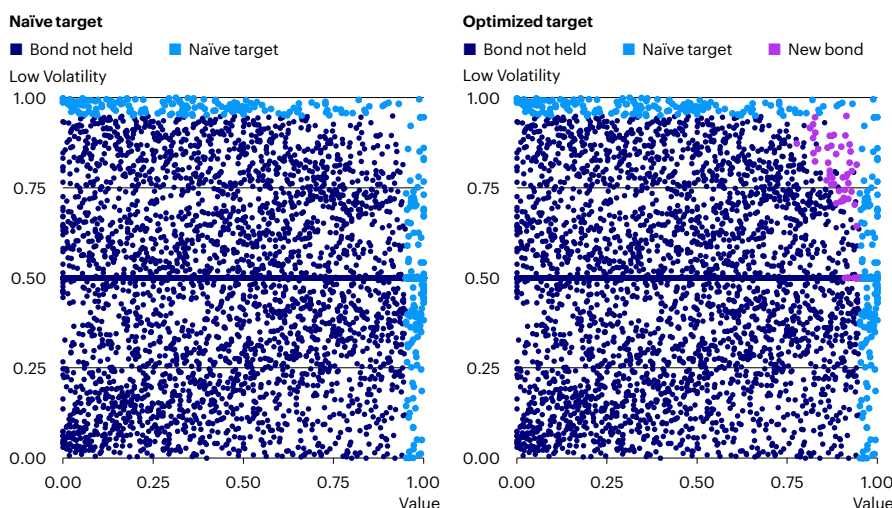 Naïve target
Bond not held Naïve target
Low Volatility
1.00
0.75
0.50
0.25
0.00
0.00 0.25 0.50 0.75 1.00
Value
Optimized target
Bond not held Naïve target New bond
Low Volatility
1.00
0.75
0.50
0.25
0.00
0.00 0.25 0.50 0.75 1.00
Value